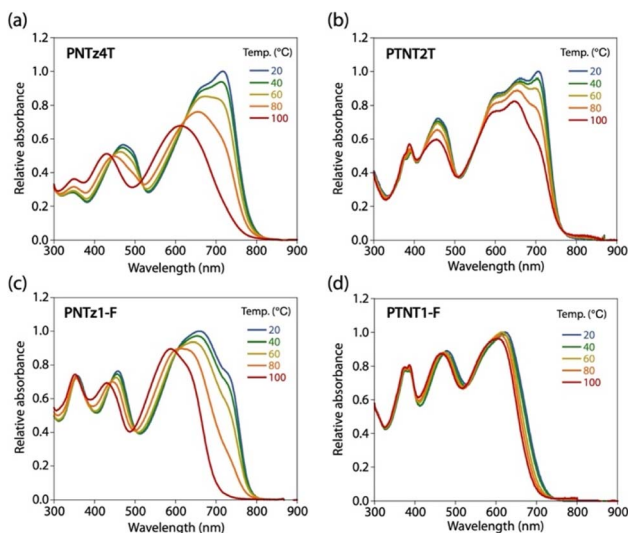 (a)
PNTz4T
Relative absorbance
1.2
1.0
0.8
0.6
0.4
0.2
0.0
Temp. (°C)
20
40
60
80
100
300 400 500 600 700 800 900
Wavelength (nm)
(b)
PTNT2T
Relative absorbance
1.2
1.0
0.8
0.6
0.4
0.2
0.0
Temp. (°C)
20
40
60
80
100
300 400 500 600 700 800 900
Wavelength (nm)
(c)
PNTz1-F
Relative absorbance
1.2
1.0
0.8
0.6
0.4
0.2
0.0
Temp. (°C)
20
40
60
80
100
300 400 500 600 700 800 900
Wavelength (nm)
(d)
PTNT1-F
Relative absorbance
1.2
1.0
0.8
0.6
0.4
0.2
0.0
Temp. (°C)
20
40
60
80
100
300 400 500 600 700 800 900
Wavelength (nm)